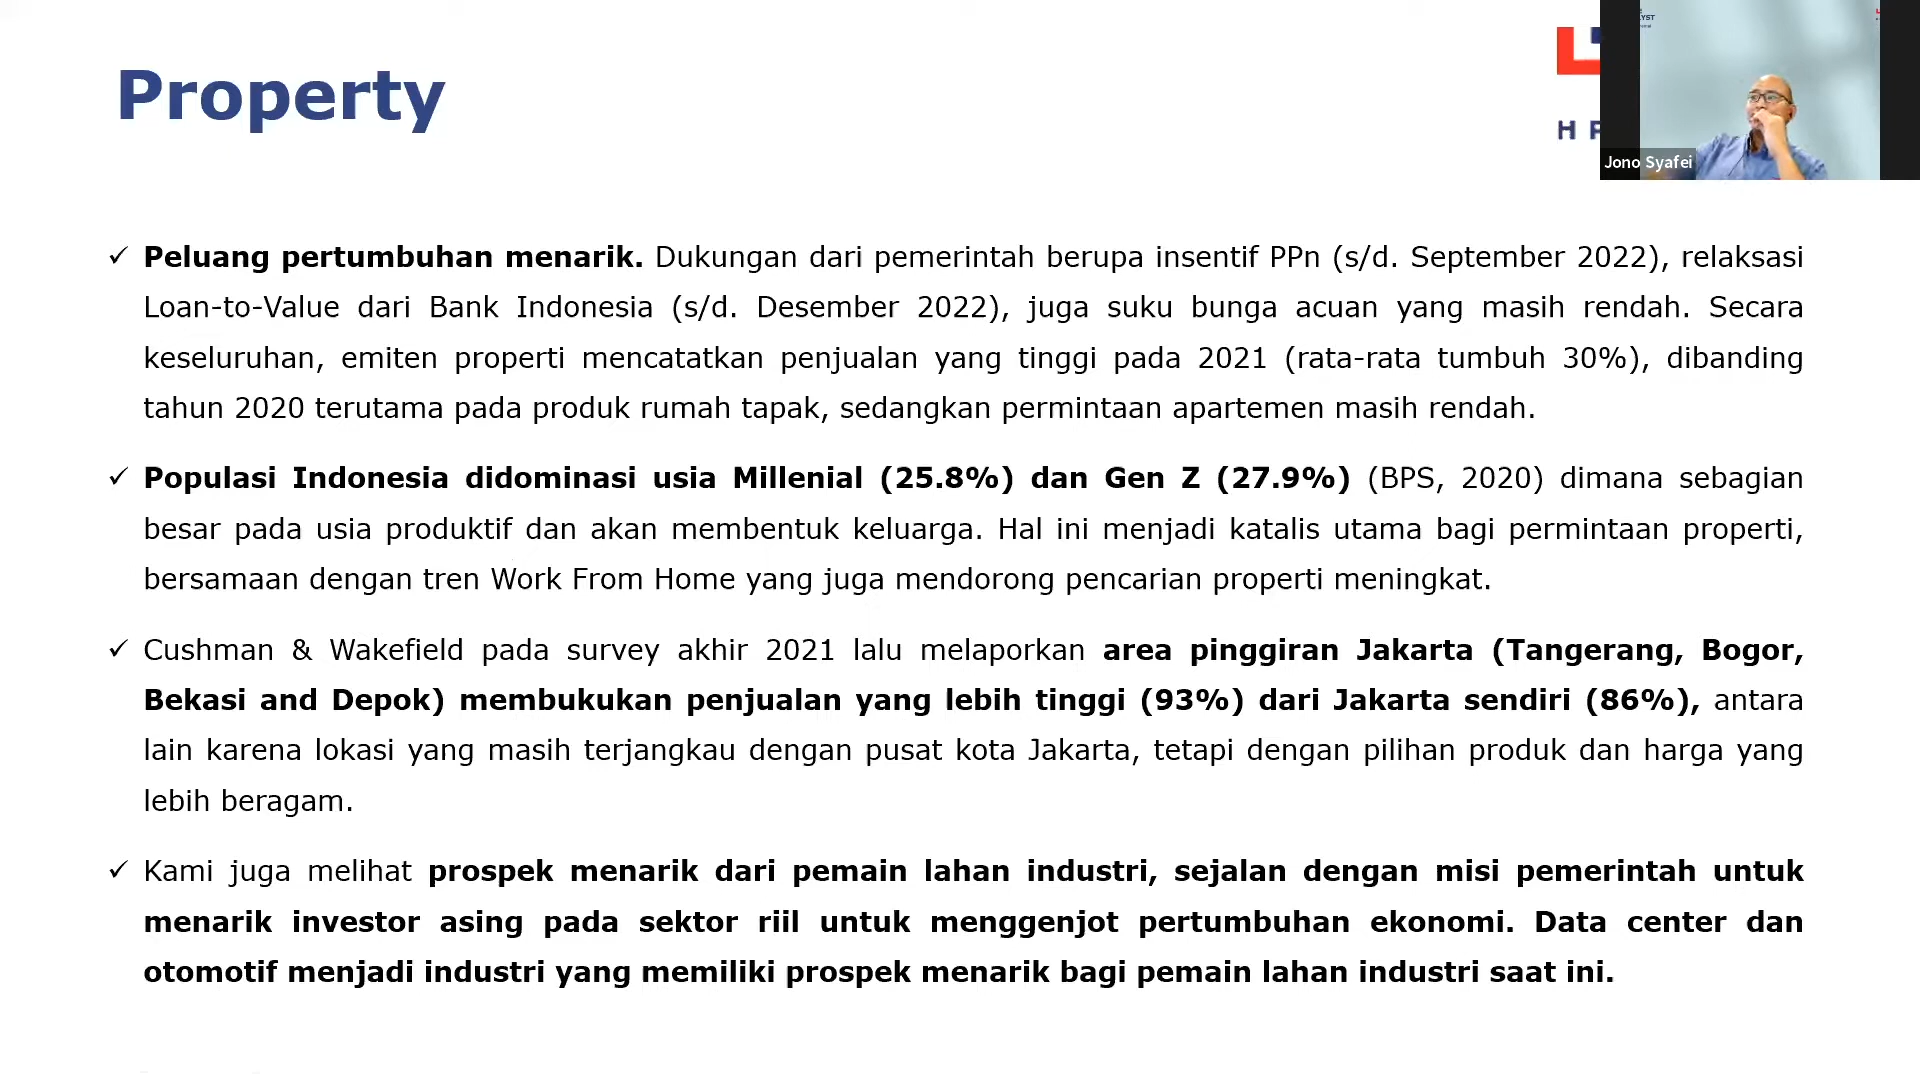 Property
H
Jono Syafei
✓ Peluang pertumbuhan menarik. Dukungan dari pemerintah berupa insentif PPn (s/d. September 2022), relaksasi
Loan-to-Value dari Bank Indonesia (s/d. Desember 2022), juga suku bunga acuan yang masih rendah. Secara
keseluruhan, emiten properti mencatatkan penjualan yang tinggi pada 2021 (rata-rata tumbuh 30%), dibanding
tahun 2020 terutama pada produk rumah tapak, sedangkan permintaan apartemen masih rendah.
✓ Populasi Indonesia didominasi usia Millenial (25.8%) dan Gen Z (27.9%) (BPS, 2020) dimana sebagian
besar pada usia produktif dan akan membentuk keluarga. Hal ini menjadi katalis utama bagi permintaan properti,
bersamaan dengan tren Work From Home yang juga mendorong pencarian properti meningkat.
✓ Cushman & Wakefield pada survey akhir 2021 lalu melaporkan area pinggiran Jakarta (Tangerang, Bogor,
Bekasi and Depok) membukukan penjualan yang lebih tinggi (93%) dari Jakarta sendiri (86%), antara
lain karena lokasi yang masih terjangkau dengan pusat kota Jakarta, tetapi dengan pilihan produk dan harga yang
lebih beragam.
✓ Kami juga melihat prospek menarik dari pemain lahan industri, sejalan dengan misi pemerintah untuk
menarik investor asing pada sektor riil untuk menggenjot pertumbuhan ekonomi. Data center dan
otomotif menjadi industri yang memiliki prospek menarik bagi pemain lahan industri saat ini.